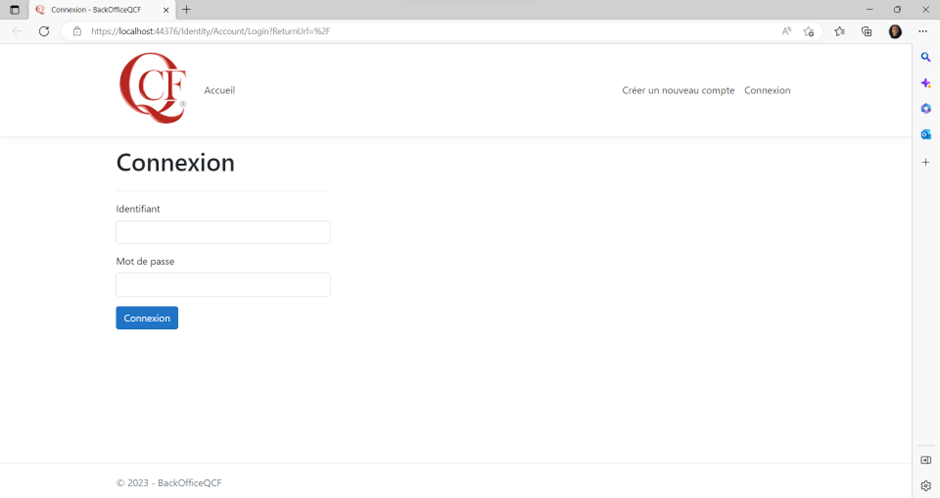 Connexion - BackOfficeQCF
https://localhost:44376/Identity/Account/Login?ReturnUrl=%2F
QCF®
Accueil
Créer un nouveau compte
Connexion
Connexion
Identifiant
Mot de passe
Connexion
© 2023 - BackOfficeQCF